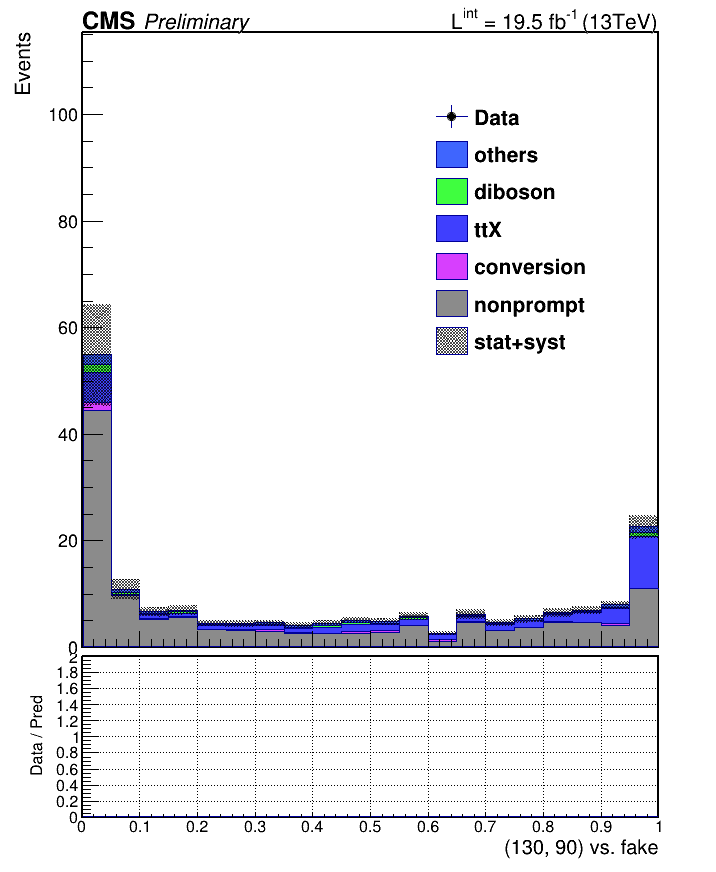 CMS Preliminary L^int = 19.5 fb^-1 (13TeV)
Events
100
80
60
40
20
0
Data
others
diboson
ttX
conversion
nonprompt
stat+syst
Data / Pred
2
1.8
1.6
1.4
1.2
1
0.8
0.6
0.4
0.2
0
0 0.1 0.2 0.3 0.4 0.5 0.6 0.7 0.8 0.9 1
(130, 90) vs. fake